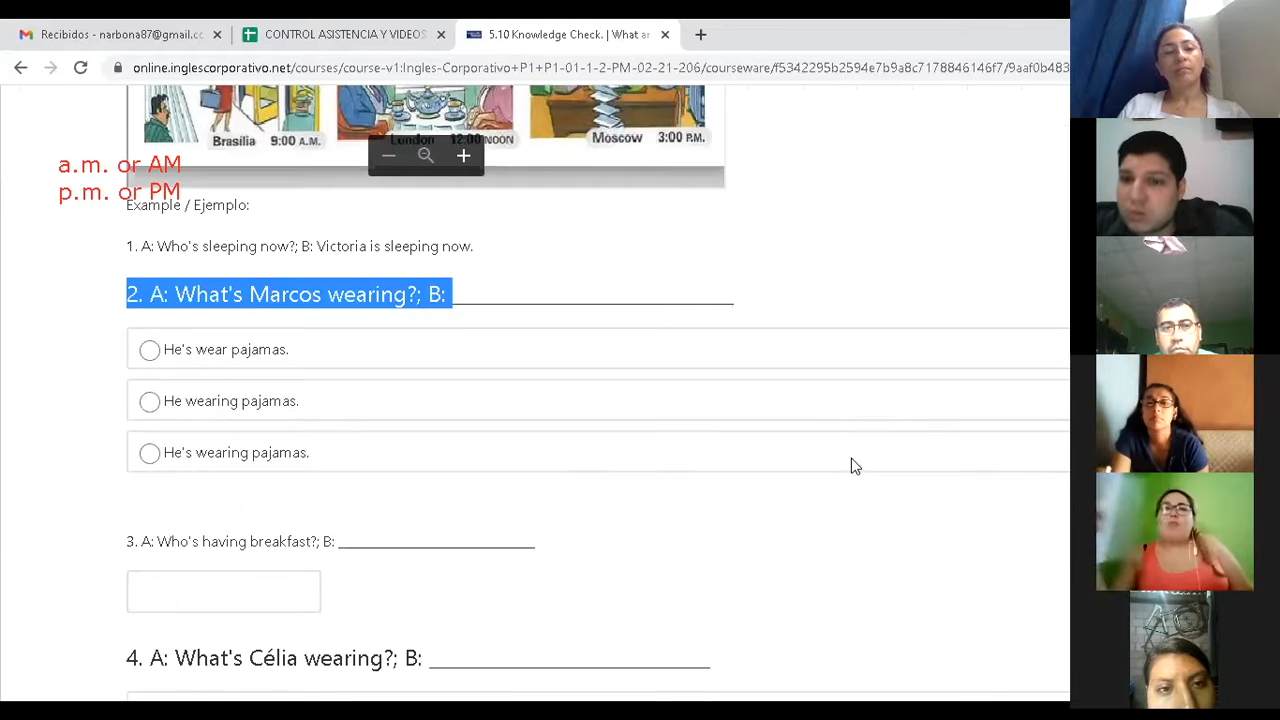 Recibidos - narbona87@gmail.cc
CONTROL ASISTENCIA Y VIDEOS
5.10 Knowledge Check. | What ar
online.inglescorporativo.net/courses/course-v1:Ingles-Corporativo+P1+P1-01-1-2-PM-02-21-206/courseware/f5342295b2594e7b9a8c7178846146f7/9aaf0b483
Brasília 9:00 A.M.
London 12:00 NOON
Moscow 3:00 P.M.
a.m. or AM
p.m. or PM
Example / Ejemplo:
1. A: Who's sleeping now?; B: Victoria is sleeping now.
2. A: What's Marcos wearing?; B: ____________________
He's wear pajamas.
He wearing pajamas.
He's wearing pajamas.
3. A: Who's having breakfast?; B: ____________________
4. A: What's Célia wearing?; B: ____________________